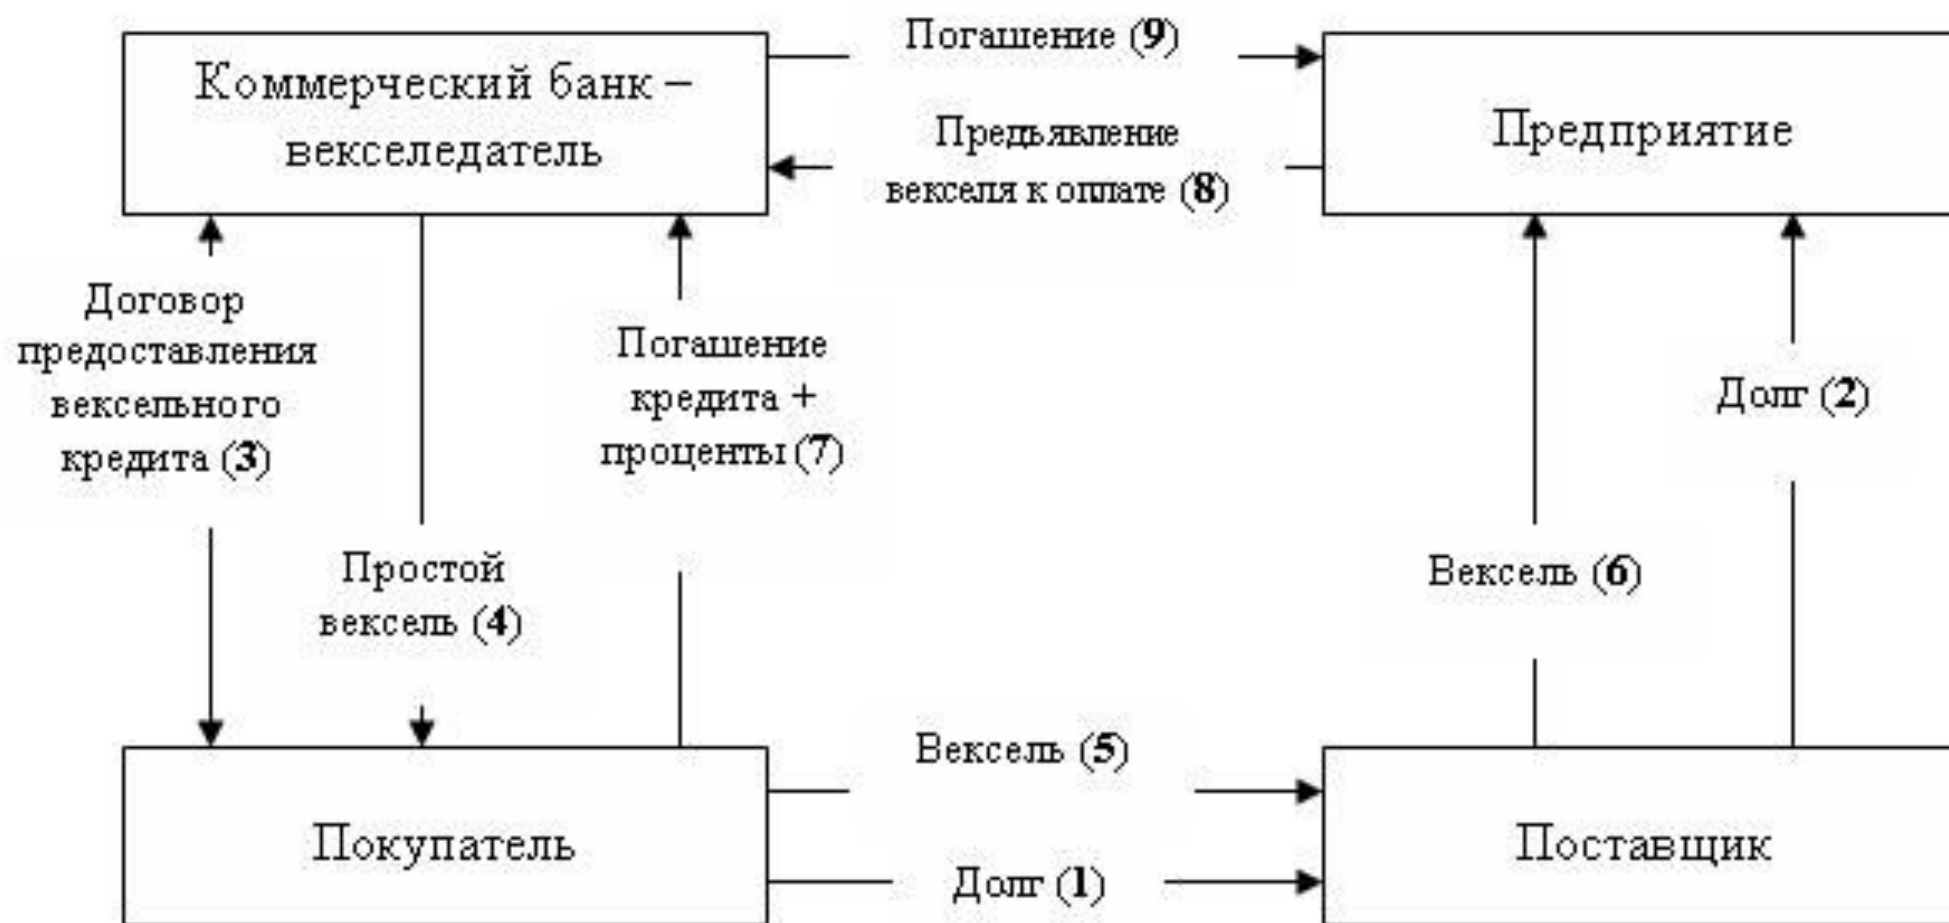 Погашение (9)
Коммерческий банк –
векселедатель
Предприятие
Предъявление
векселя к оплате (8)
Договор
предоставления
вексельного
кредита (3)
Погашение
кредита +
проценты (7)
Долг (2)
Простой
вексель (4)
Вексель (6)
Вексель (5)
Покупатель
Поставщик
Долг (1)